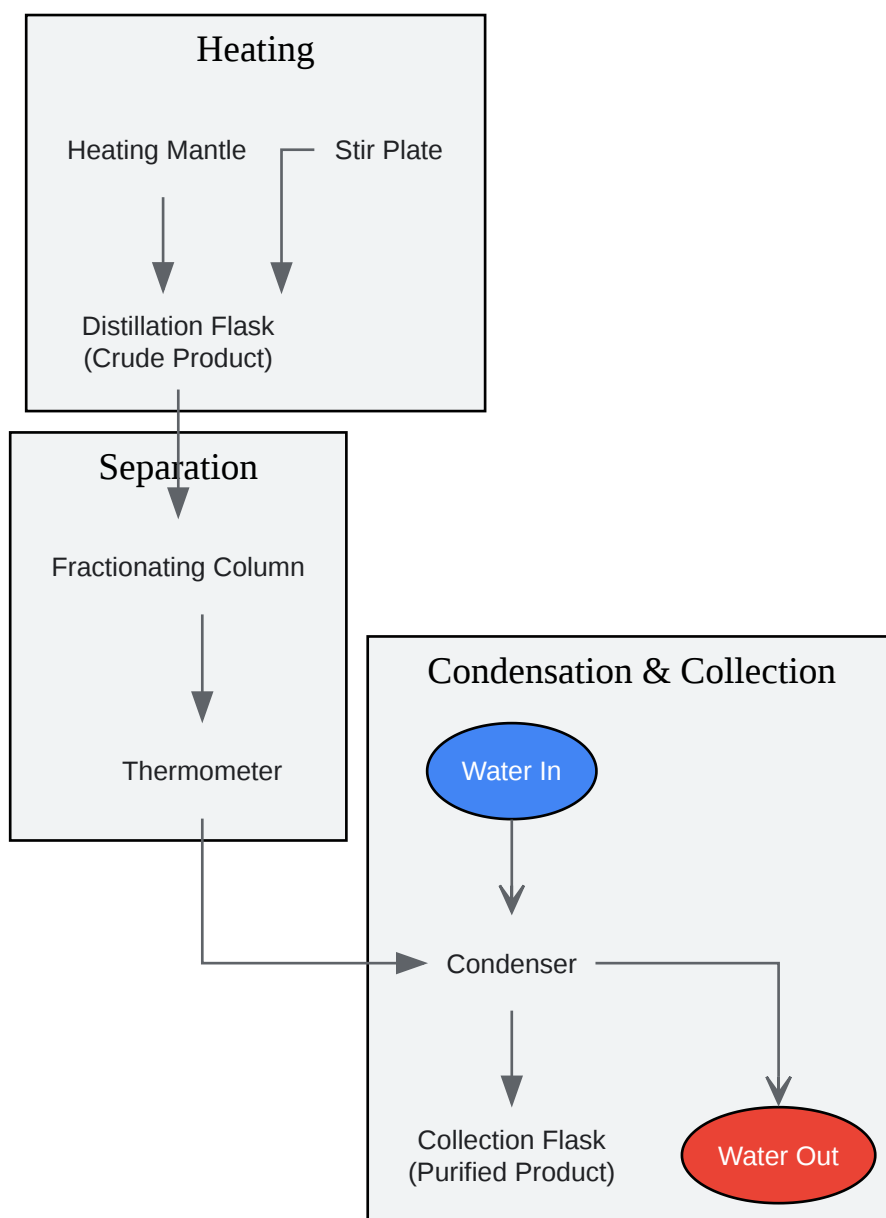 Heating
Heating Mantle
Stir Plate
Distillation Flask
(Crude Product)
Separation
Fractionating Column
Thermometer
Condensation & Collection
Water In
Condenser
Collection Flask
(Purified Product)
Water Out